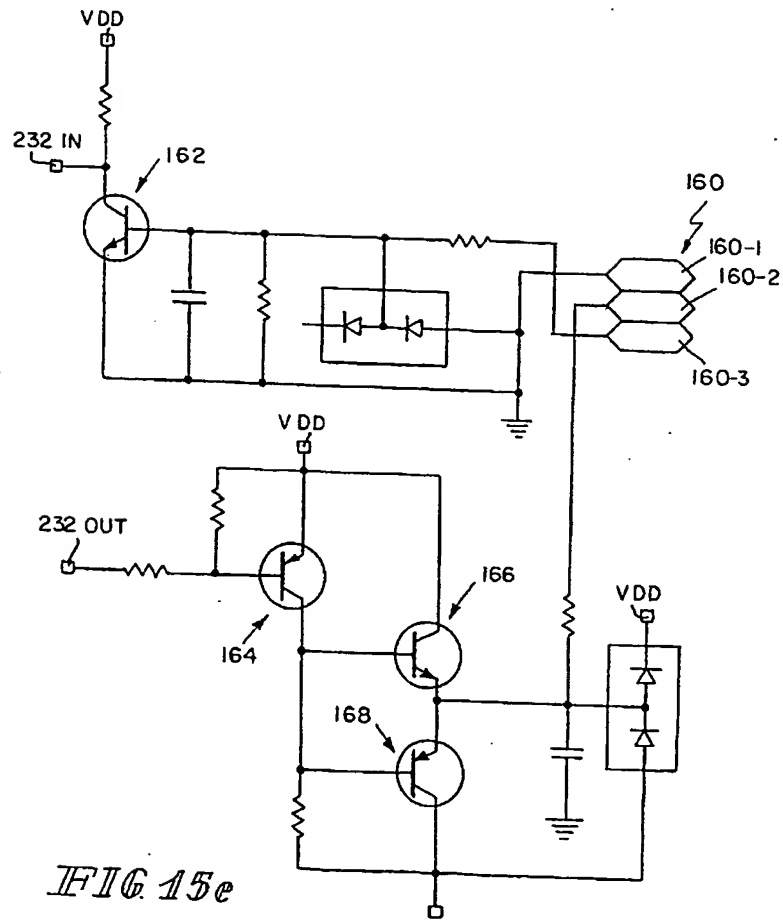 VDD
232 IN
162
160
160-1
160-2
160-3
VDD
232 OUT
164
166
VDD
168
FIG. 15e